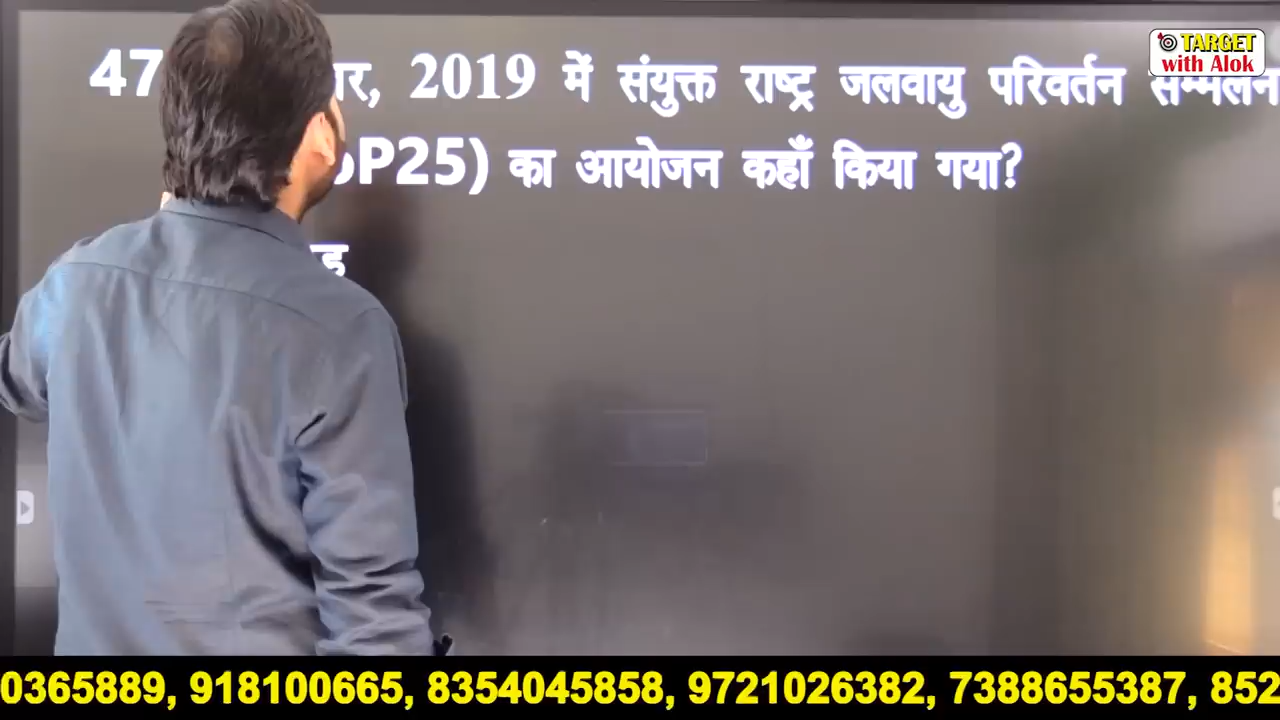 TARGET
with Alok
47 2019 में संयुक्त राष्ट्र जलवायु परिवर्तन सम्मेलन
oP25) का आयोजन कहाँ किया गया?
0365889, 918100665, 8354045858, 9721026382, 7388655387, 852